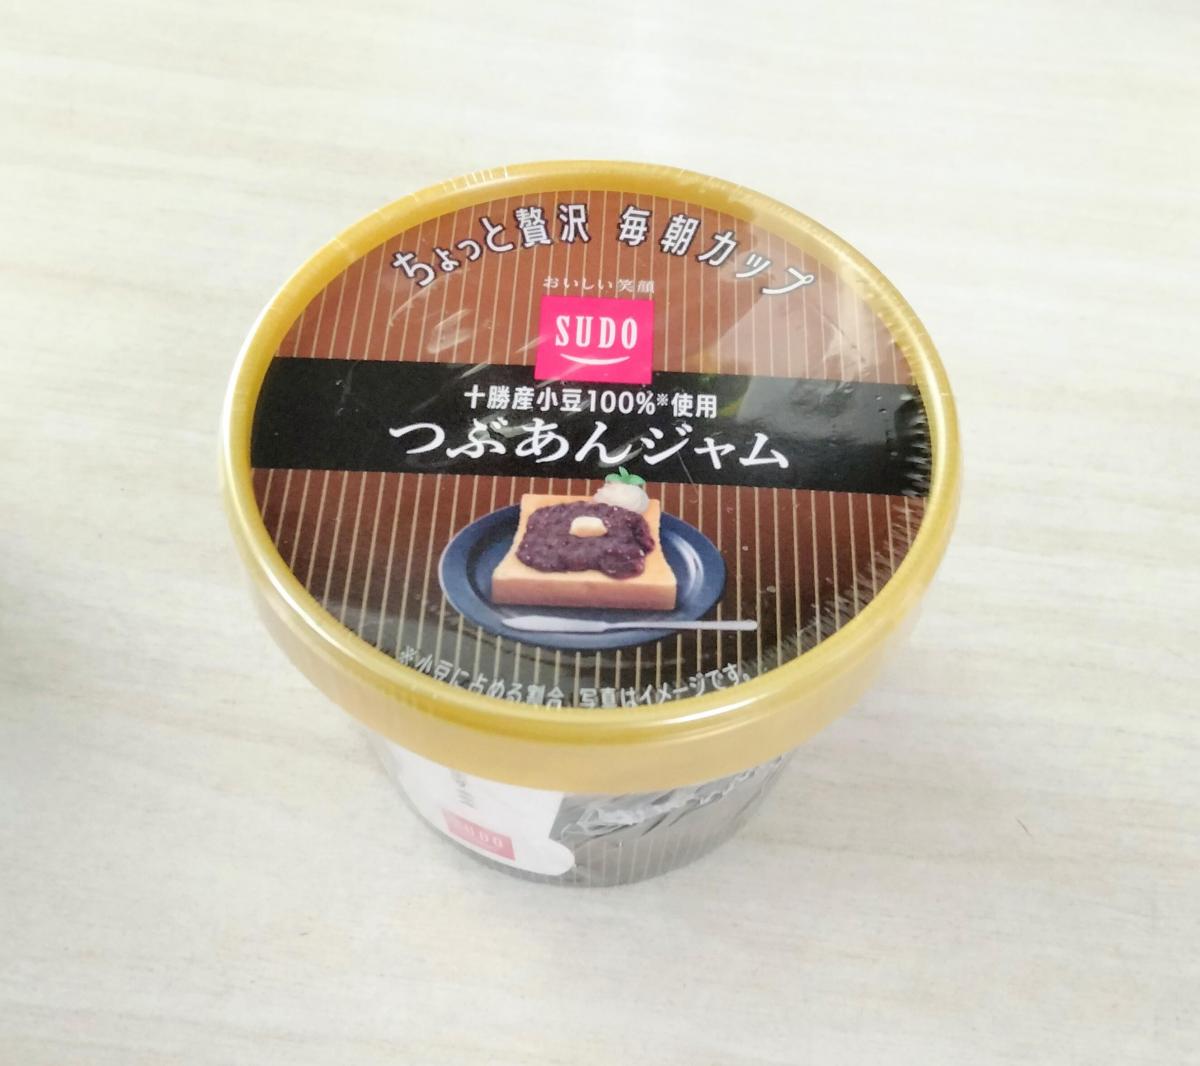 ちょっと贅沢 毎朝カップ
おいしい笑顔
SUDO
十勝産小豆100%※使用
つぶあんジャム
※小豆に占める割合 写真はイメージです。
SUDO